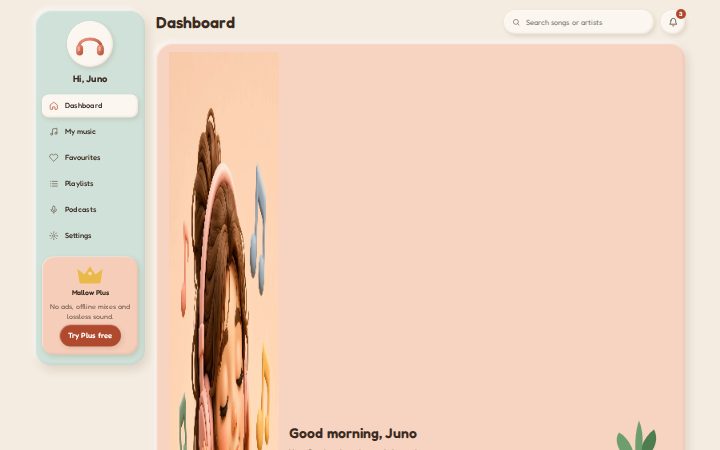 Dashboard
Search songs or artists
3
Hi, Juno
Dashboard
My music
Favourites
Playlists
Podcasts
Settings
Mallow Plus
No ads, offline mixes and
lossless sound.
Try Plus free
Good morning, Juno